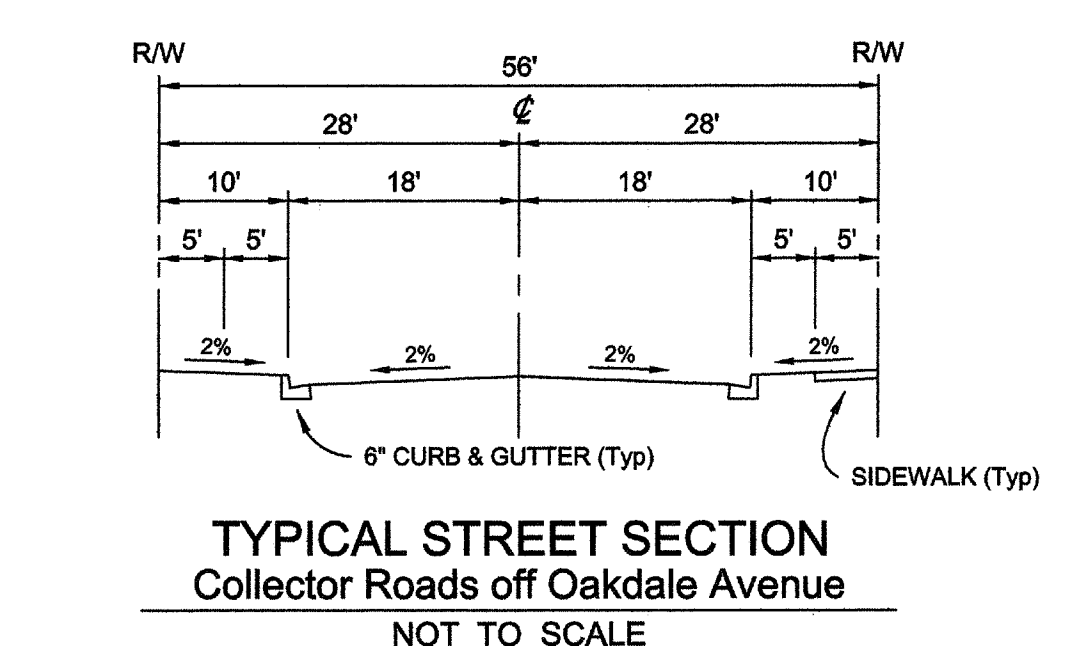 R/W
R/W
56'
℄
28'
28'
10'
18'
18'
10'
5'
5'
5'
5'
2%
2%
2%
2%
6" CURB & GUTTER (Typ)
SIDEWALK (Typ)
TYPICAL STREET SECTION
Collector Roads off Oakdale Avenue
NOT TO SCALE